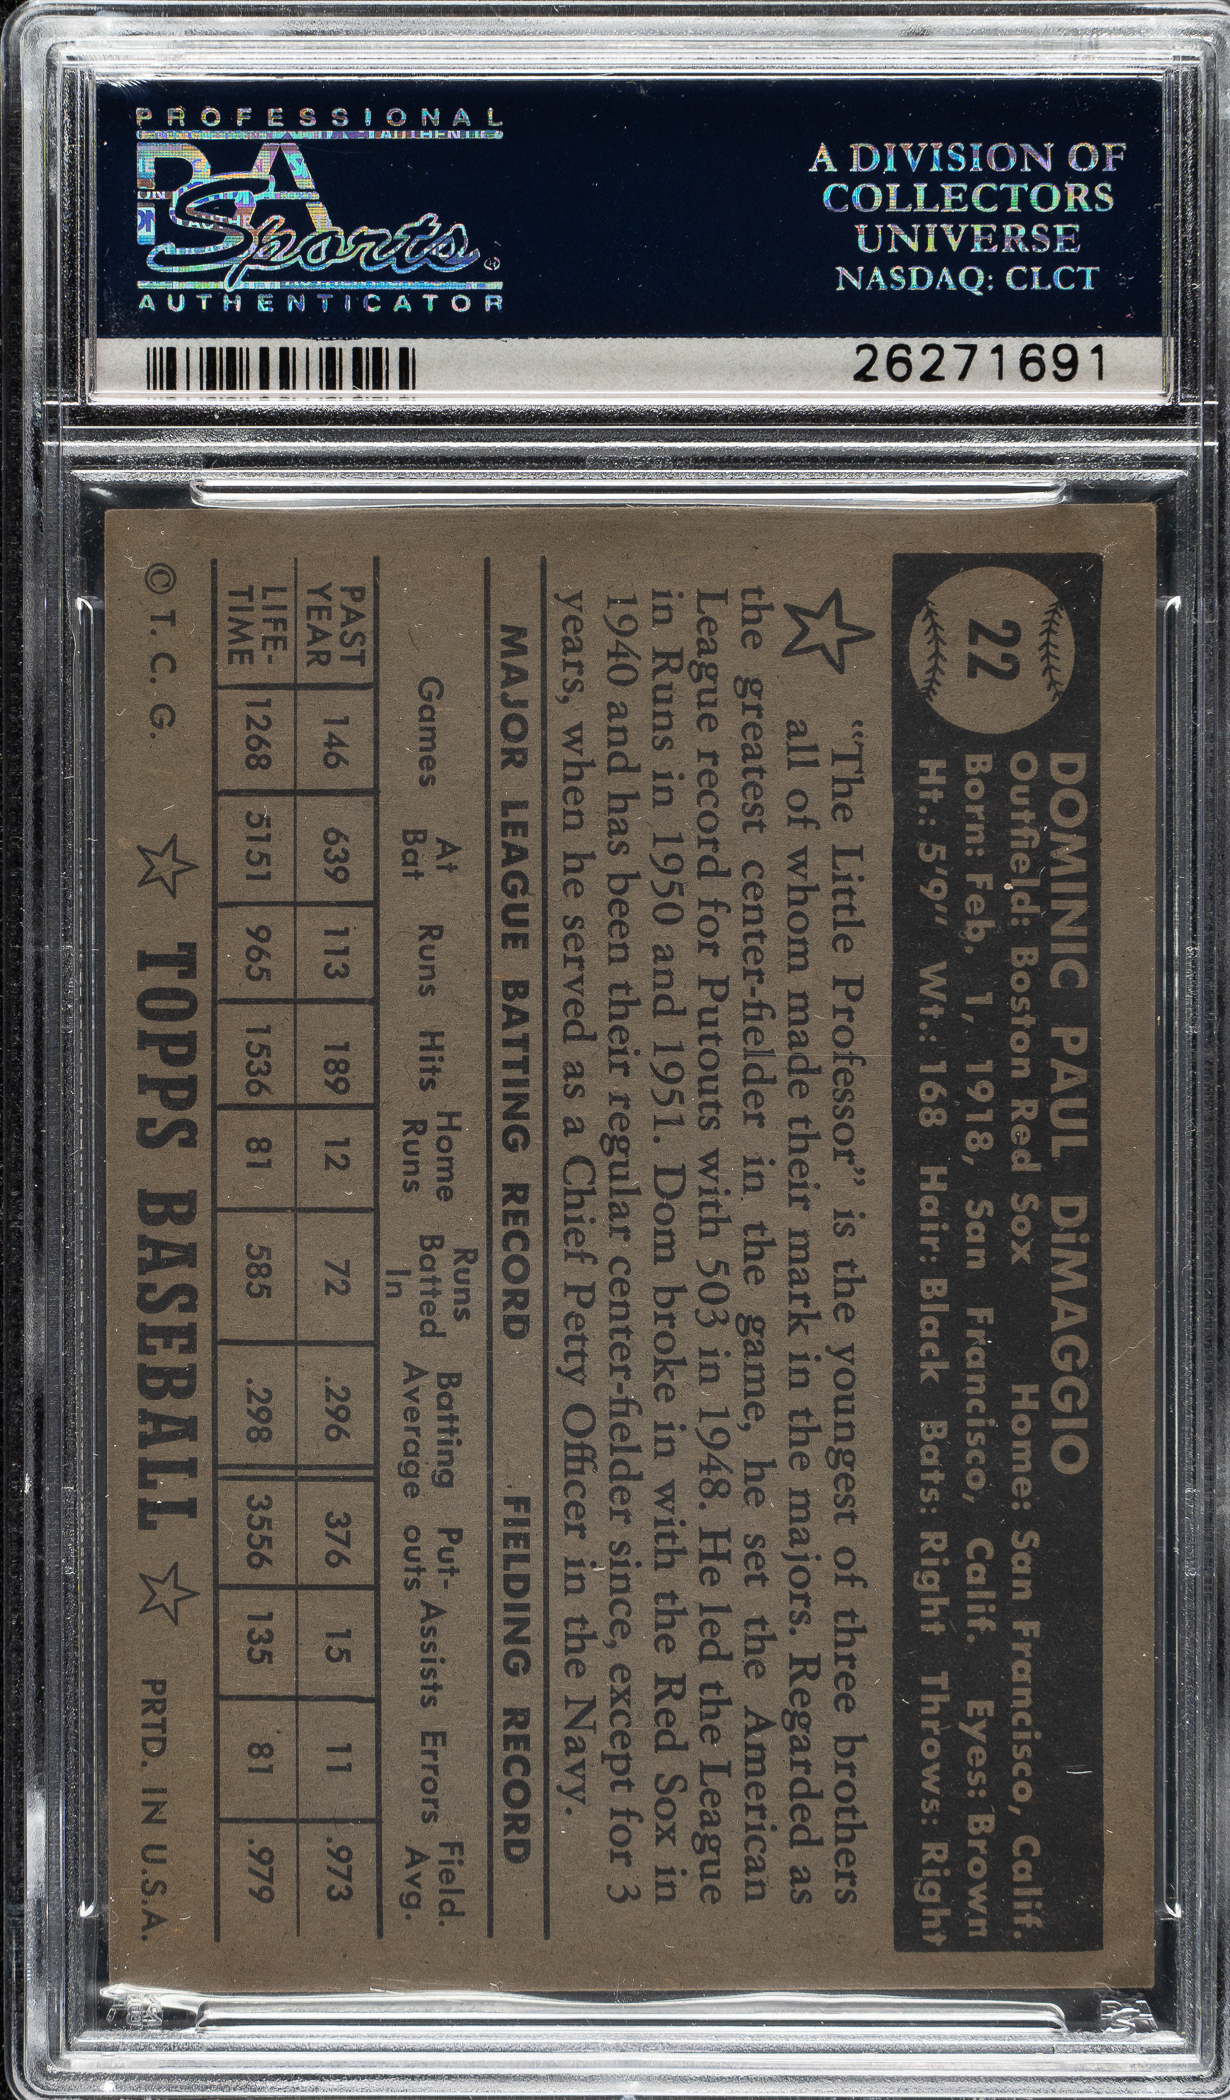 PROFESSIONAL
PSA
Sports
AUTHENTICATOR
A DIVISION OF
COLLECTORS
UNIVERSE
NASDAQ: CLCT
26271691
22
DOMINIC PAUL DiMAGGIO
Outfield: Boston Red Sox Home: San Francisco, Calif.
Born: Feb. 1, 1918, San Francisco, Calif. Eyes: Brown
Ht.: 5'9" Wt.: 168 Hair: Black Bats: Right Throws: Right
"The Little Professor" is the youngest of three brothers
all of whom made their mark in the majors. Regarded as
the greatest center-fielder in the game, he set the American
League record for Putouts with 503 in 1948. He led the League
in Runs in 1950 and 1951. Dom broke in with the Red Sox in
1940 and has been their regular center-fielder since, except for 3
years, when he served as a Chief Petty Officer in the Navy.
MAJOR LEAGUE BATTING RECORD FIELDING RECORD
Games At Bat Runs Hits Home Runs Runs Batted In Batting Average Put-outs Assists Errors Field. Avg.
PAST YEAR 146 639 113 189 12 72 .296 376 15 11 .973
LIFE-TIME 1268 5151 965 1536 81 585 .298 3556 135 81 .979
© T. C. G. TOPPS BASEBALL PRTD. IN U.S.A.